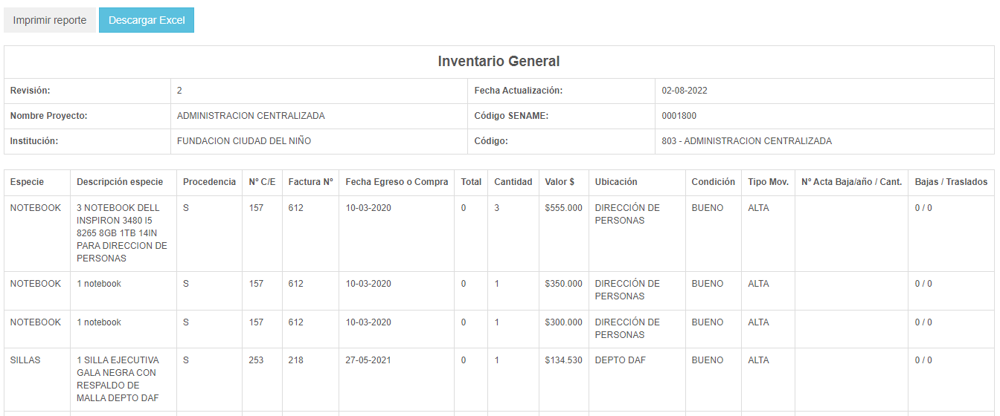 Imprimir reporte Descargar Excel
Inventario General
Revisión: 2 Fecha Actualización: 02-08-2022
Nombre Proyecto: ADMINISTRACION CENTRALIZADA Código SENAME: 0001800
Institución: FUNDACION CIUDAD DEL NIÑO Código: 803 - ADMINISTRACION CENTRALIZADA
Especie Descripción especie Procedencia Nº C/E Factura Nº Fecha Egreso o Compra Total Cantidad Valor $ Ubicación Condición Tipo Mov. Nº Acta Baja/año / Cant. Bajas / Traslados
NOTEBOOK 3 NOTEBOOK DELL S 157 612 10-03-2020 0 3 $555.000 DIRECCIÓN DE BUENO ALTA 0 / 0
INSPIRON 3480 I5 PERSONAS
8265 8GB 1TB 14IN
PARA DIRECCION DE
PERSONAS
NOTEBOOK 1 notebook S 157 612 10-03-2020 0 1 $350.000 DIRECCIÓN DE BUENO ALTA 0 / 0
PERSONAS
NOTEBOOK 1 notebook S 157 612 10-03-2020 0 1 $300.000 DIRECCIÓN DE BUENO ALTA 0 / 0
PERSONAS
SILLAS 1 SILLA EJECUTIVA S 253 218 27-05-2021 0 1 $134.530 DEPTO DAF BUENO ALTA 0 / 0
GALA NEGRA CON
RESPALDO DE
MALLA DEPTO DAF